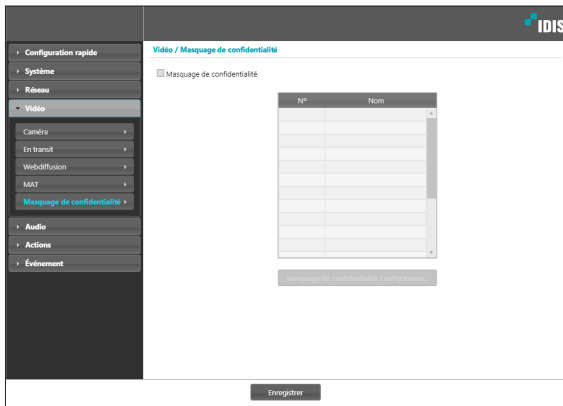 IDIS
Configuration rapide
Système
Réseau
Vidéo
Caméra
En transit
Webdiffusion
MAT
Masquage de confidentialité
Audio
Actions
Événement
Vidéo / Masquage de confidentialité
Masquage de confidentialité
Nº Nom
Masquage de confidentialité Configuration...
Enregistrer